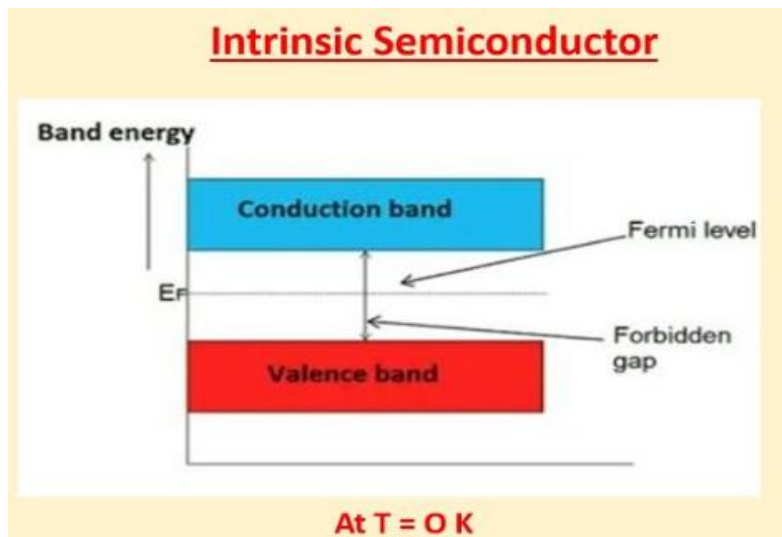 Intrinsic Semiconductor
Band energy
Conduction band
Fermi level
EF
Forbidden
gap
Valence band
At T = O K